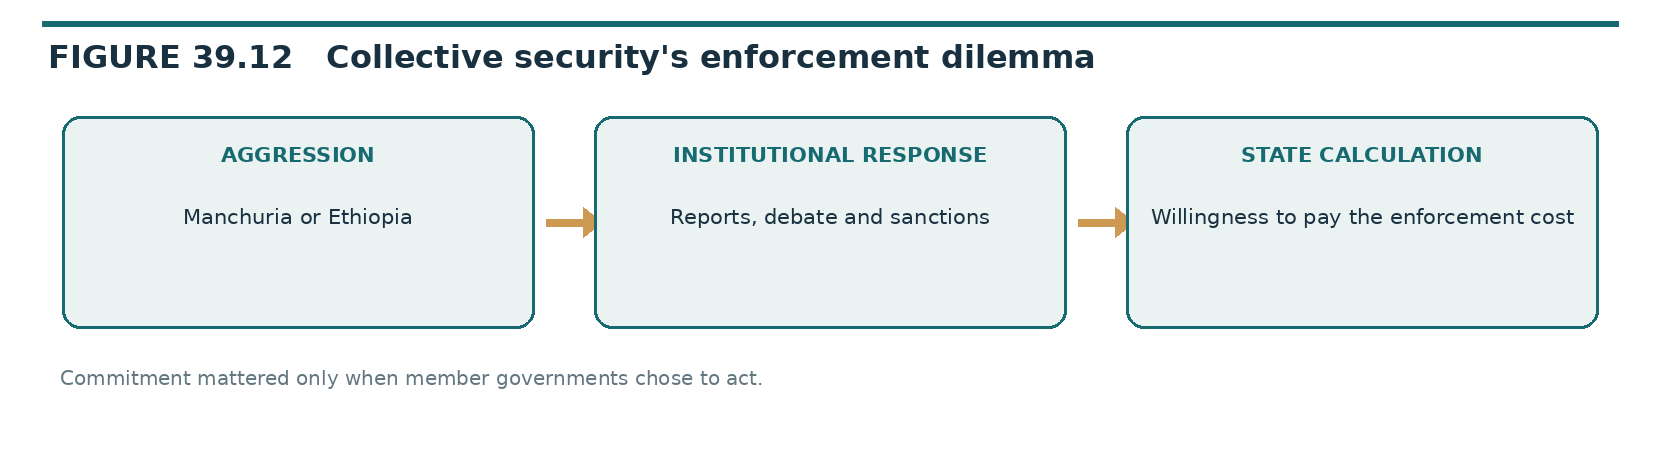 FIGURE 39.12 Collective security's enforcement dilemma
AGGRESSION
Manchuria or Ethiopia
INSTITUTIONAL RESPONSE
Reports, debate and sanctions
STATE CALCULATION
Willingness to pay the enforcement cost
Commitment mattered only when member governments chose to act.